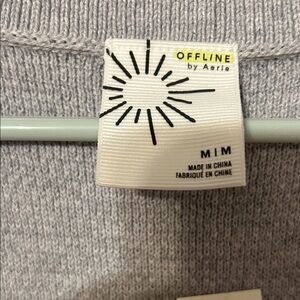 OFFLINE
by Aerie
M|M
MADE IN CHINA
FABRIQUÉ EN CHINE